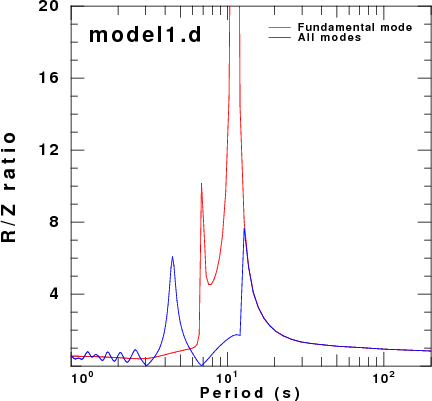 20
16
12
8
4
R/Z ratio
model1.d
Fundamental mode
All modes
10^0
10^1
10^2
Period (s)